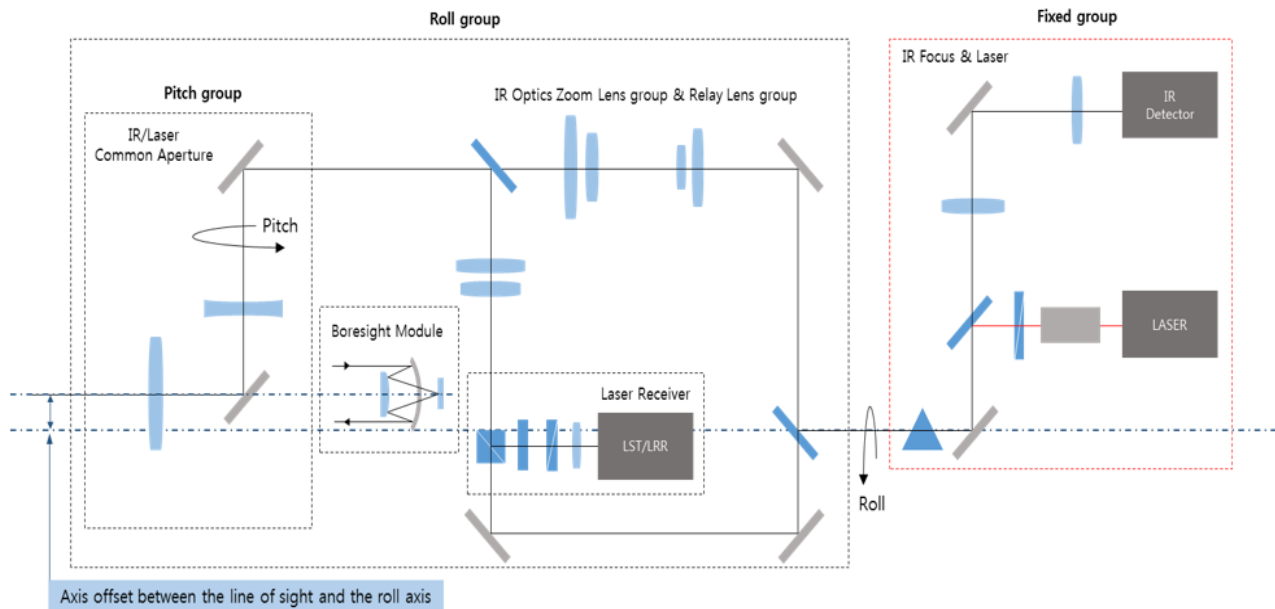 Roll group
Fixed group
Pitch group
IR/Laser
Common Aperture
IR Optics Zoom Lens group & Relay Lens group
IR Focus & Laser
IR
Detector
Pitch
Boresight Module
LASER
Laser Receiver
LST/LRR
Roll
Axis offset between the line of sight and the roll axis